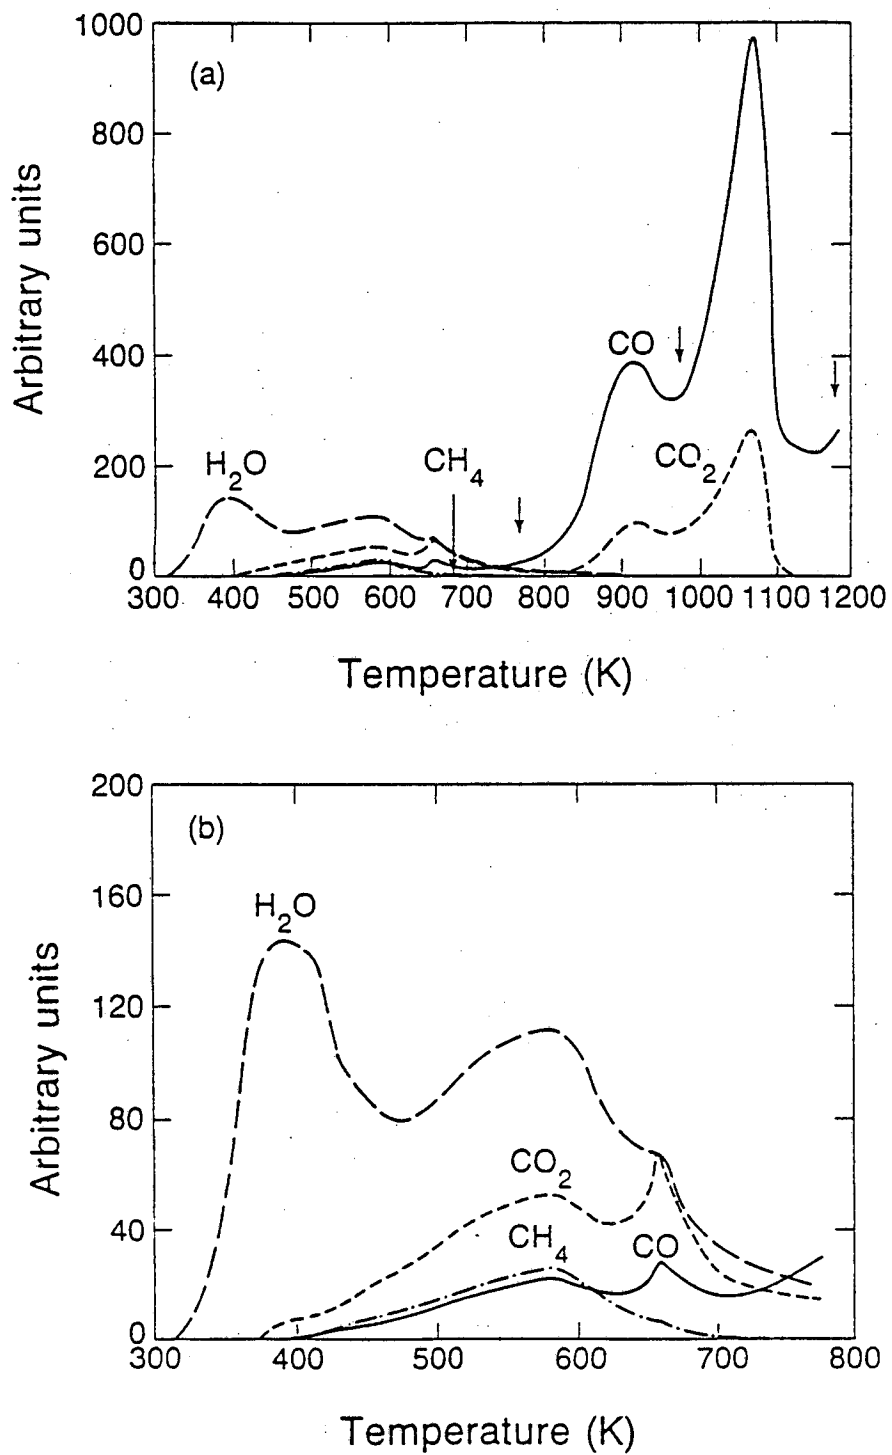 (a)
Arbitrary units
1000
800
600
400
200
0
H₂O
CH₄
CO
CO₂
300 400 500 600 700 800 900 1000 1100 1200
Temperature (K)
(b)
Arbitrary units
200
160
120
80
40
0
H₂O
CO₂
CH₄
CO
300 400 500 600 700 800
Temperature (K)